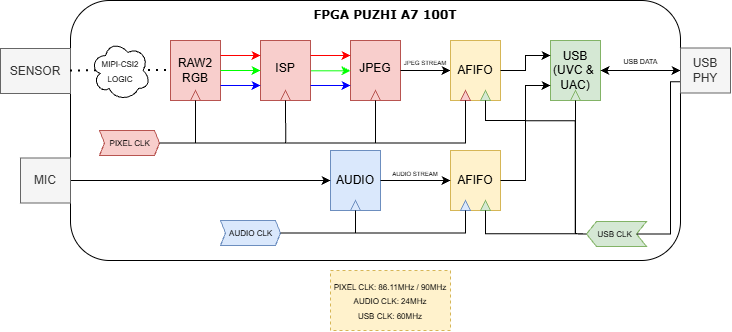 FPGA PUZHI A7 100T
SENSOR
MIPI-CSI2
LOGIC
RAW2
RGB
ISP
JPEG
JPEG STREAM
AFIFO
USB
(UVC &
UAC)
USB DATA
USB
PHY
PIXEL CLK
MIC
AUDIO
AUDIO STREAM
AFIFO
AUDIO CLK
USB CLK
PIXEL CLK: 86.11MHz / 90MHz
AUDIO CLK: 24MHz
USB CLK: 60MHz